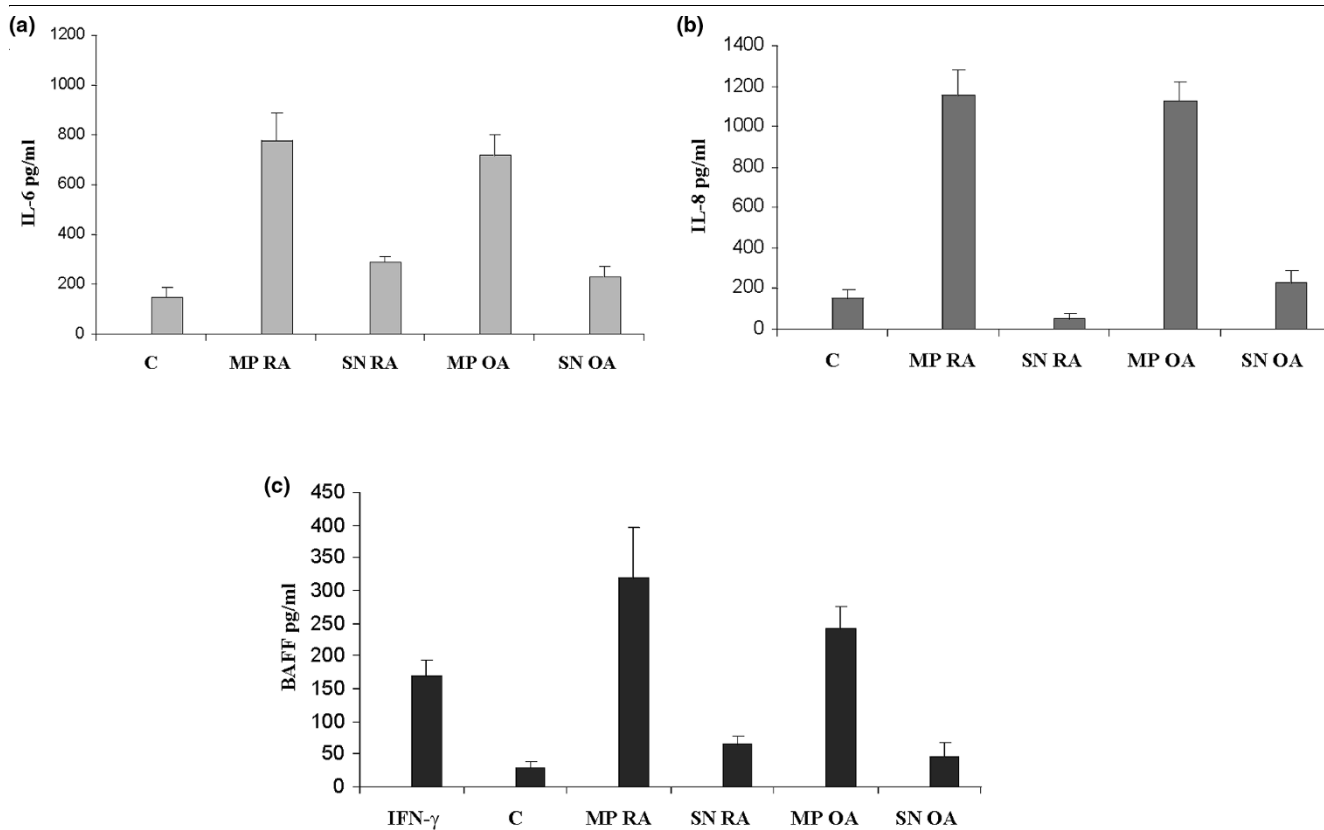 (a)
1200
1000
800
600
400
200
0
IL-6 pg/ml
C MP RA SN RA MP OA SN OA
(b)
1400
1200
1000
800
600
400
200
0
IL-8 pg/ml
C MP RA SN RA MP OA SN OA
(c)
450
400
350
300
250
200
150
100
50
0
BAFF pg/ml
IFN-γ C MP RA SN RA MP OA SN OA